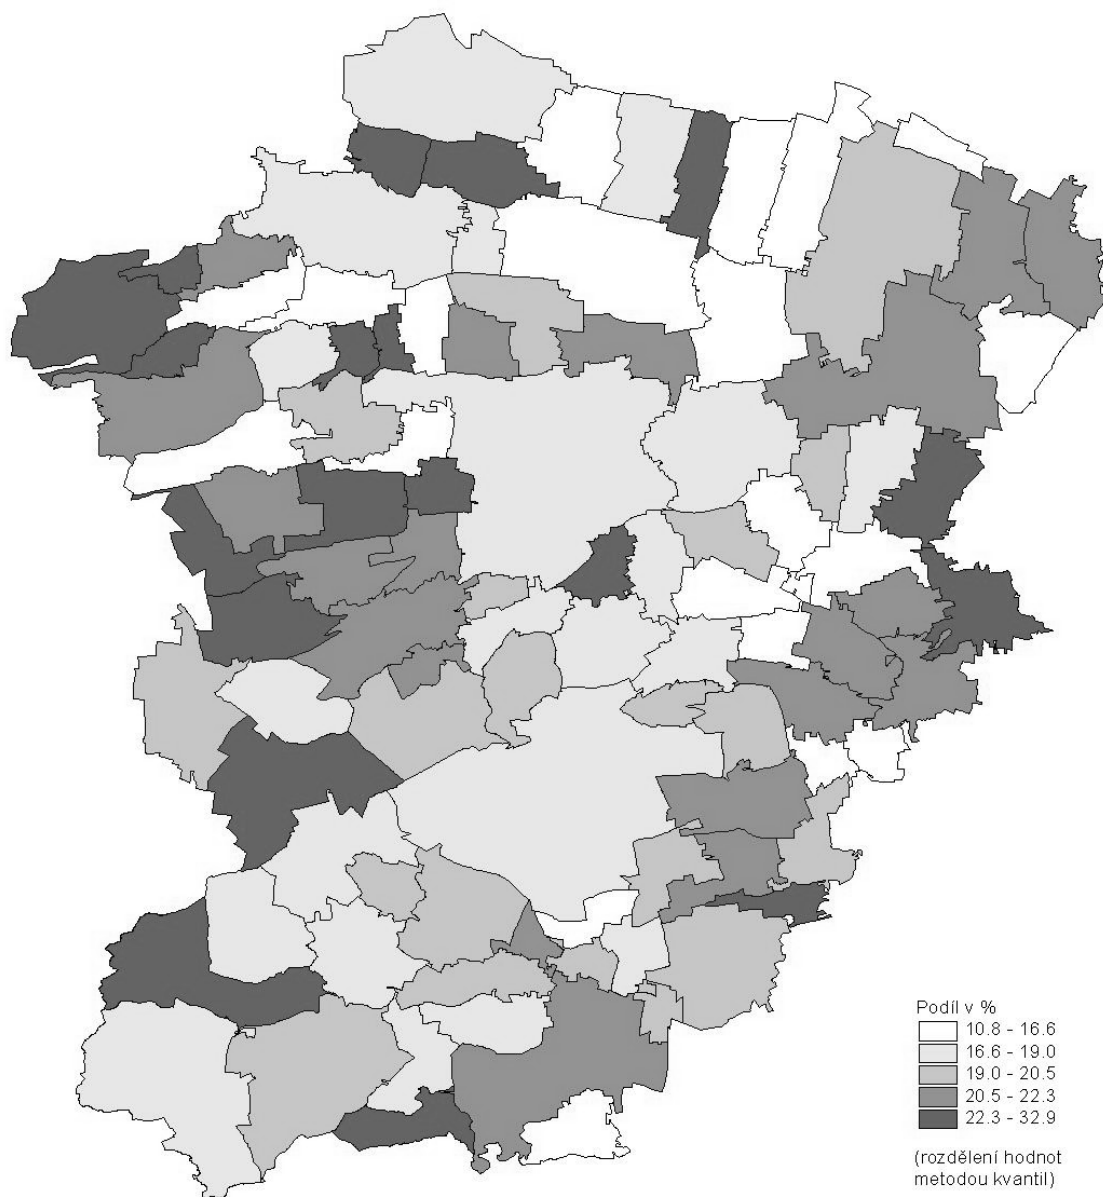 Podíl v %
10.8 - 16.6
16.6 - 19.0
19.0 - 20.5
20.5 - 22.3
22.3 - 32.9
(rozdělení hodnot
metodou kvantil)